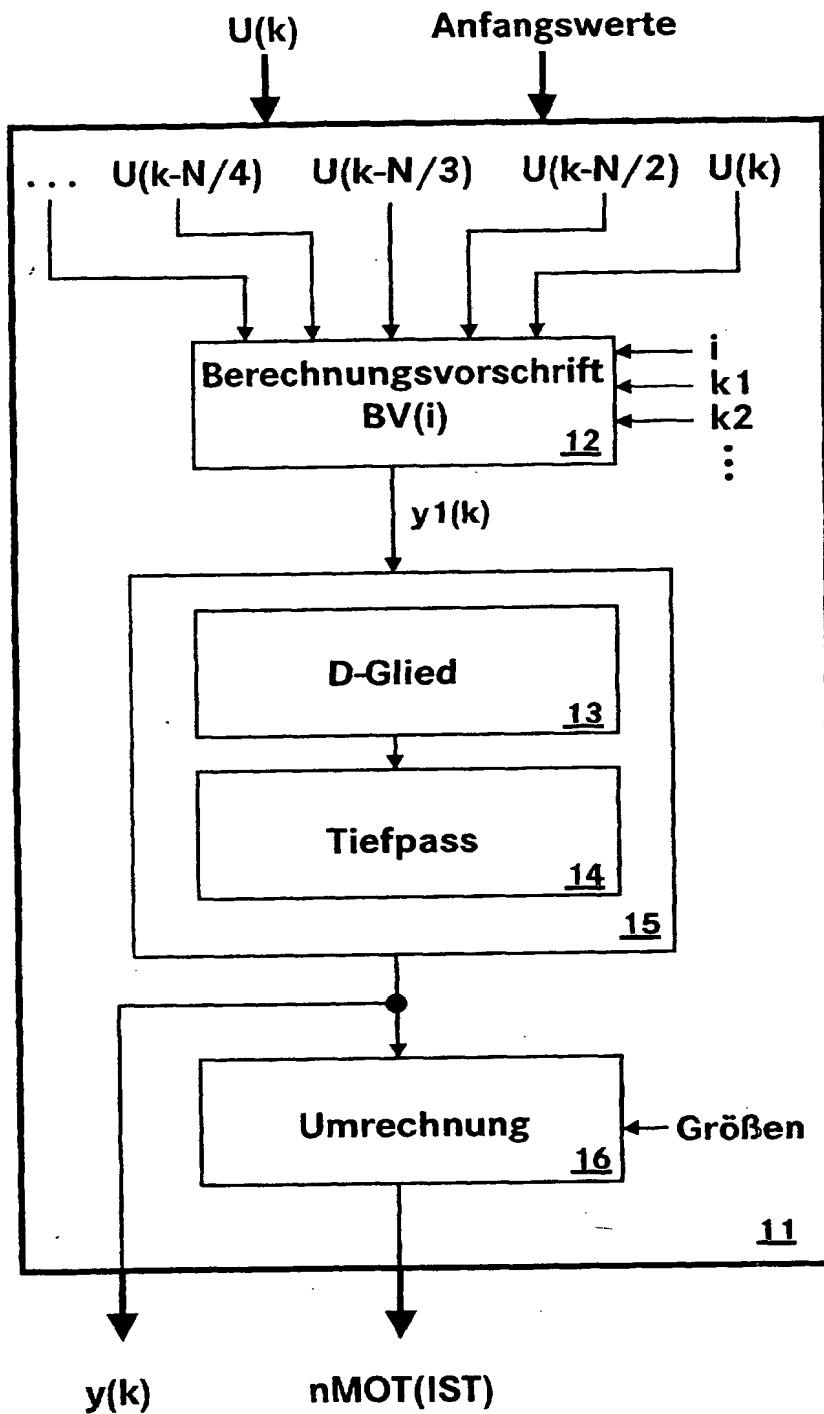 U(k) Anfangswerte
... U(k-N/4) U(k-N/3) U(k-N/2) U(k)
Berechnungsvorschrift
BV(i)
12
i
k1
k2
⋮
y1(k)
D-Glied
13
Tiefpass
14
15
Umrechnung
16
Größen
11
y(k) nMOT(IST)